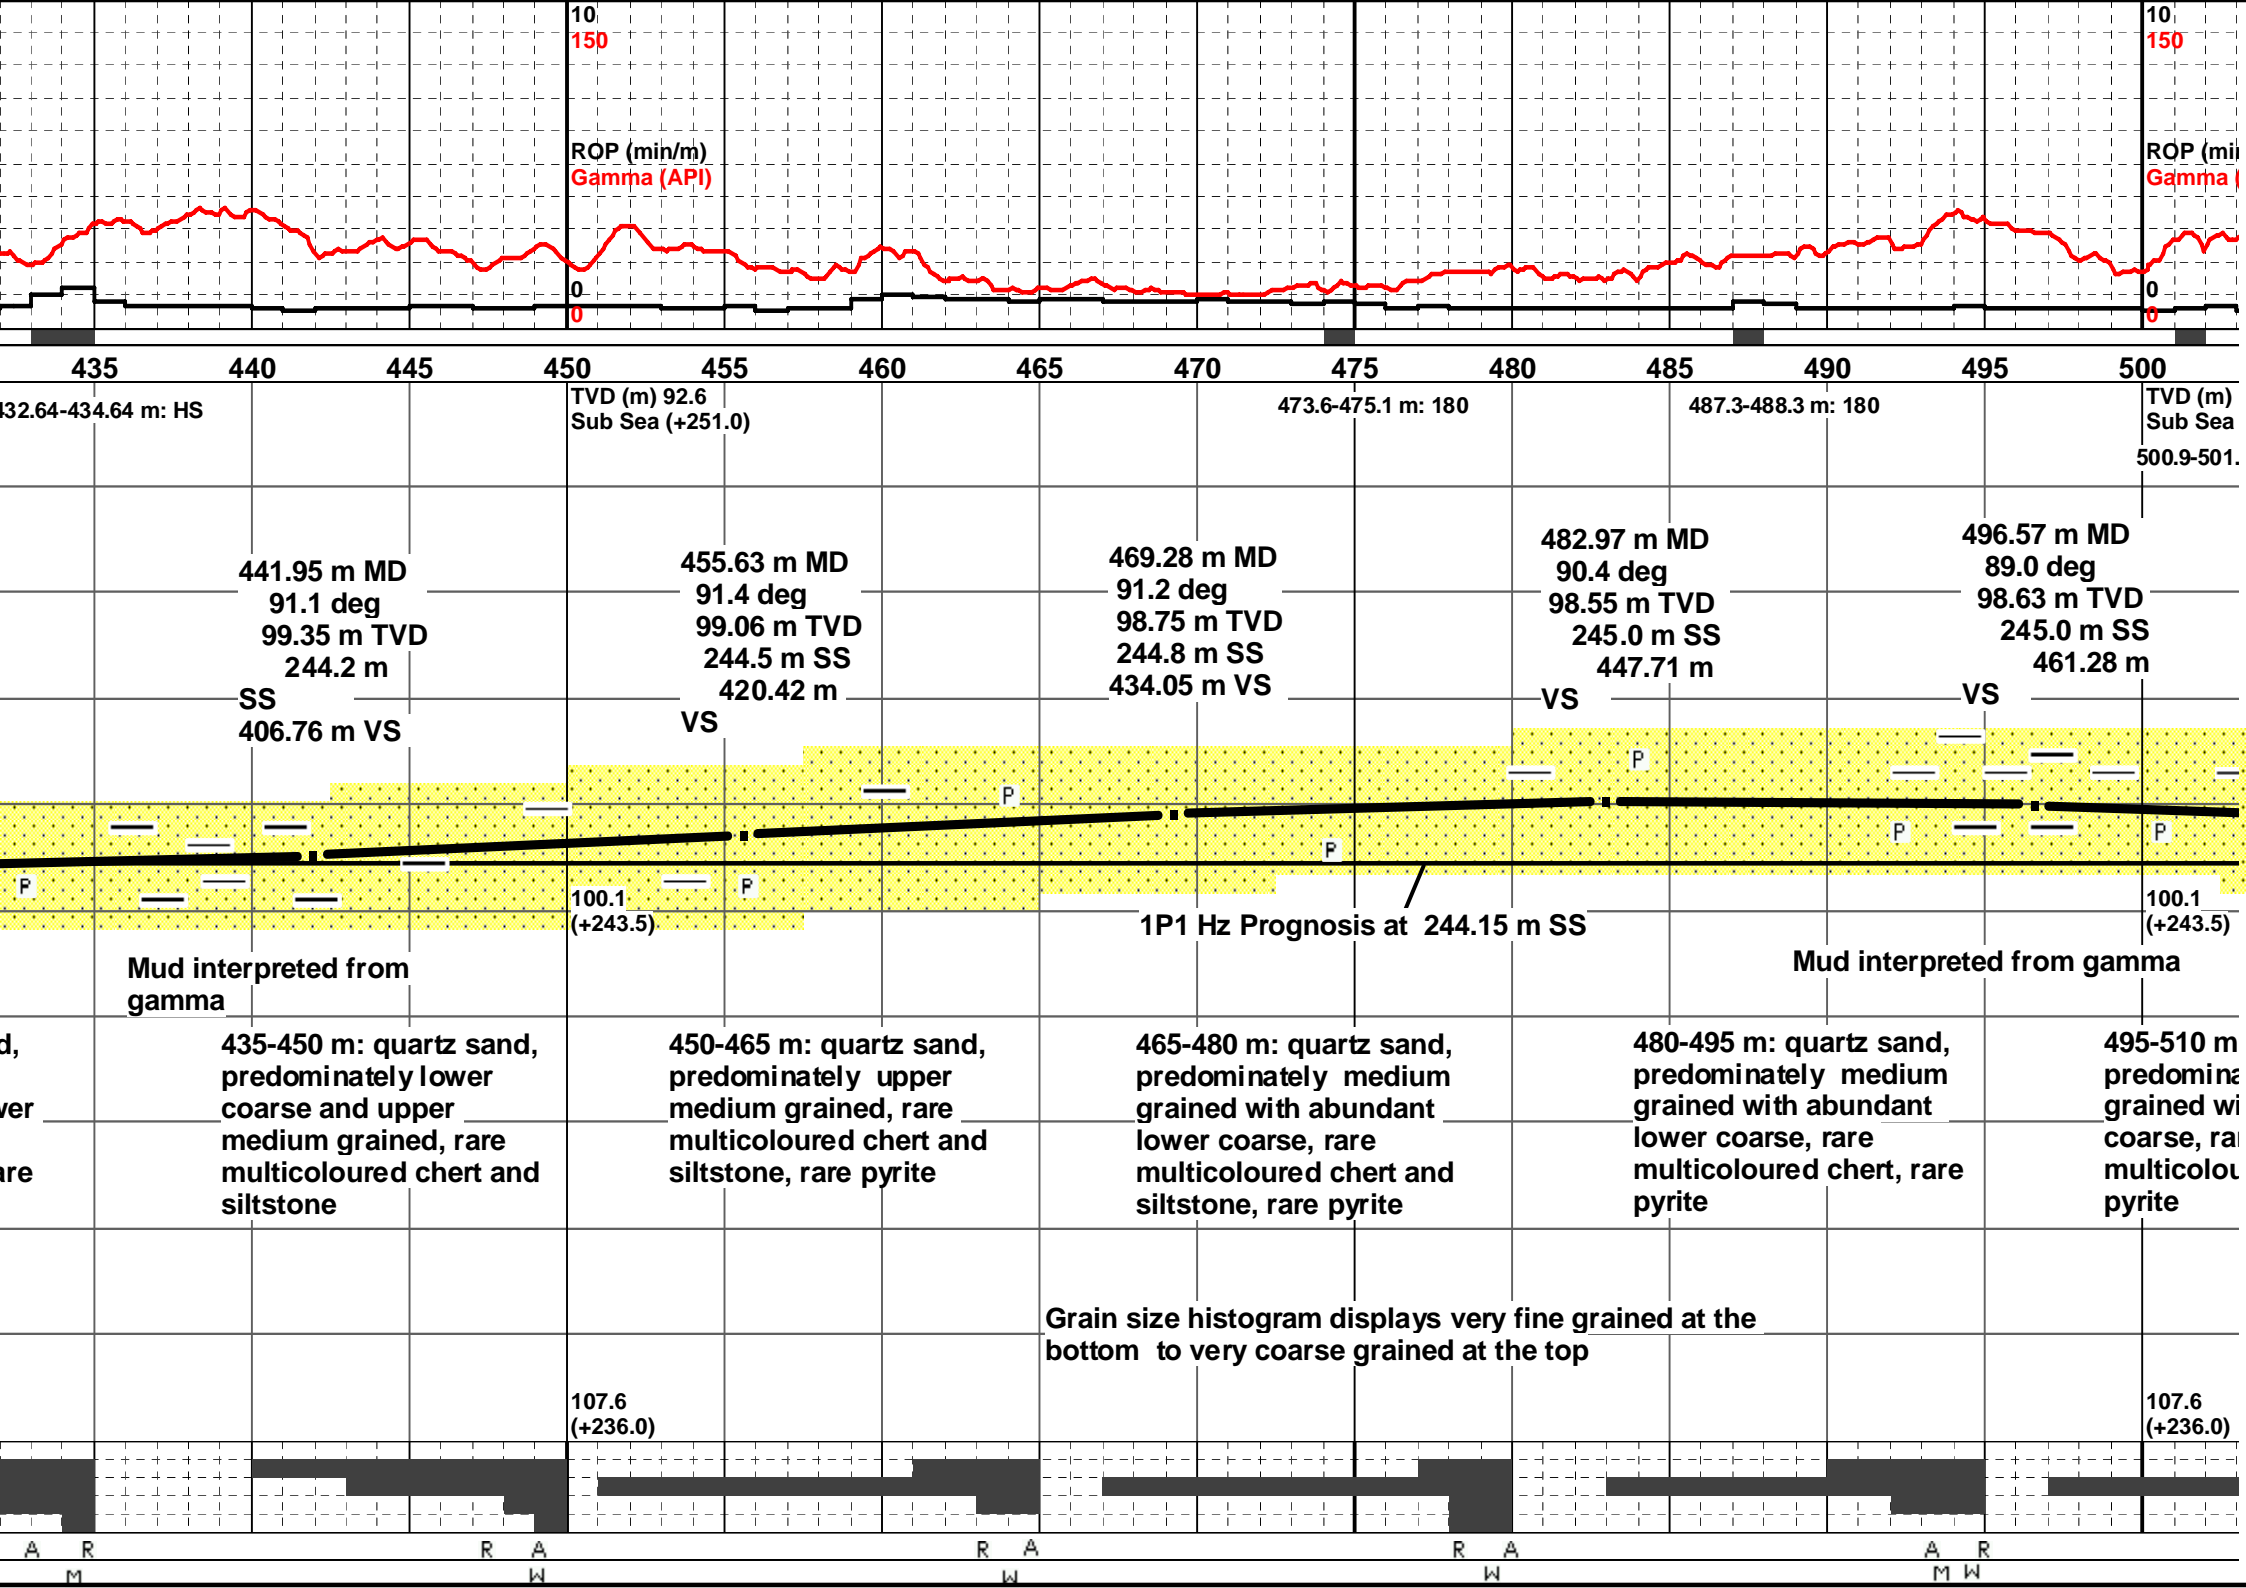 10
150
10
150
ROP (min/m)
Gamma (API)
ROP (mi
Gamma (
0
0
0
0
435 440 445 450 455 460 465 470 475 480 485 490 495 500
432.64-434.64 m: HS
TVD (m) 92.6
Sub Sea (+251.0)
473.6-475.1 m: 180
487.3-488.3 m: 180
TVD (m)
Sub Sea
500.9-501.
441.95 m MD
91.1 deg
99.35 m TVD
244.2 m
SS
406.76 m VS
455.63 m MD
91.4 deg
99.06 m TVD
244.5 m SS
420.42 m
VS
469.28 m MD
91.2 deg
98.75 m TVD
244.8 m SS
434.05 m VS
482.97 m MD
90.4 deg
98.55 m TVD
245.0 m SS
447.71 m
VS
496.57 m MD
89.0 deg
98.63 m TVD
245.0 m SS
461.28 m
VS
P
P
P
P
P
P
P
100.1
(+243.5)
1P1 Hz Prognosis at 244.15 m SS
100.1
(+243.5)
Mud interpreted from
gamma
Mud interpreted from gamma
d,
ver
are
435-450 m: quartz sand,
predominately lower
coarse and upper
medium grained, rare
multicoloured chert and
siltstone
450-465 m: quartz sand,
predominately upper
medium grained, rare
multicoloured chert and
siltstone, rare pyrite
465-480 m: quartz sand,
predominately medium
grained with abundant
lower coarse, rare
multicoloured chert and
siltstone, rare pyrite
480-495 m: quartz sand,
predominately medium
grained with abundant
lower coarse, rare
multicoloured chert, rare
pyrite
495-510 m
predomina
grained wi
coarse, ra
multicolou
pyrite
Grain size histogram displays very fine grained at the
bottom to very coarse grained at the top
107.6
(+236.0)
107.6
(+236.0)
A R R A R A R A A R
M W W W M W